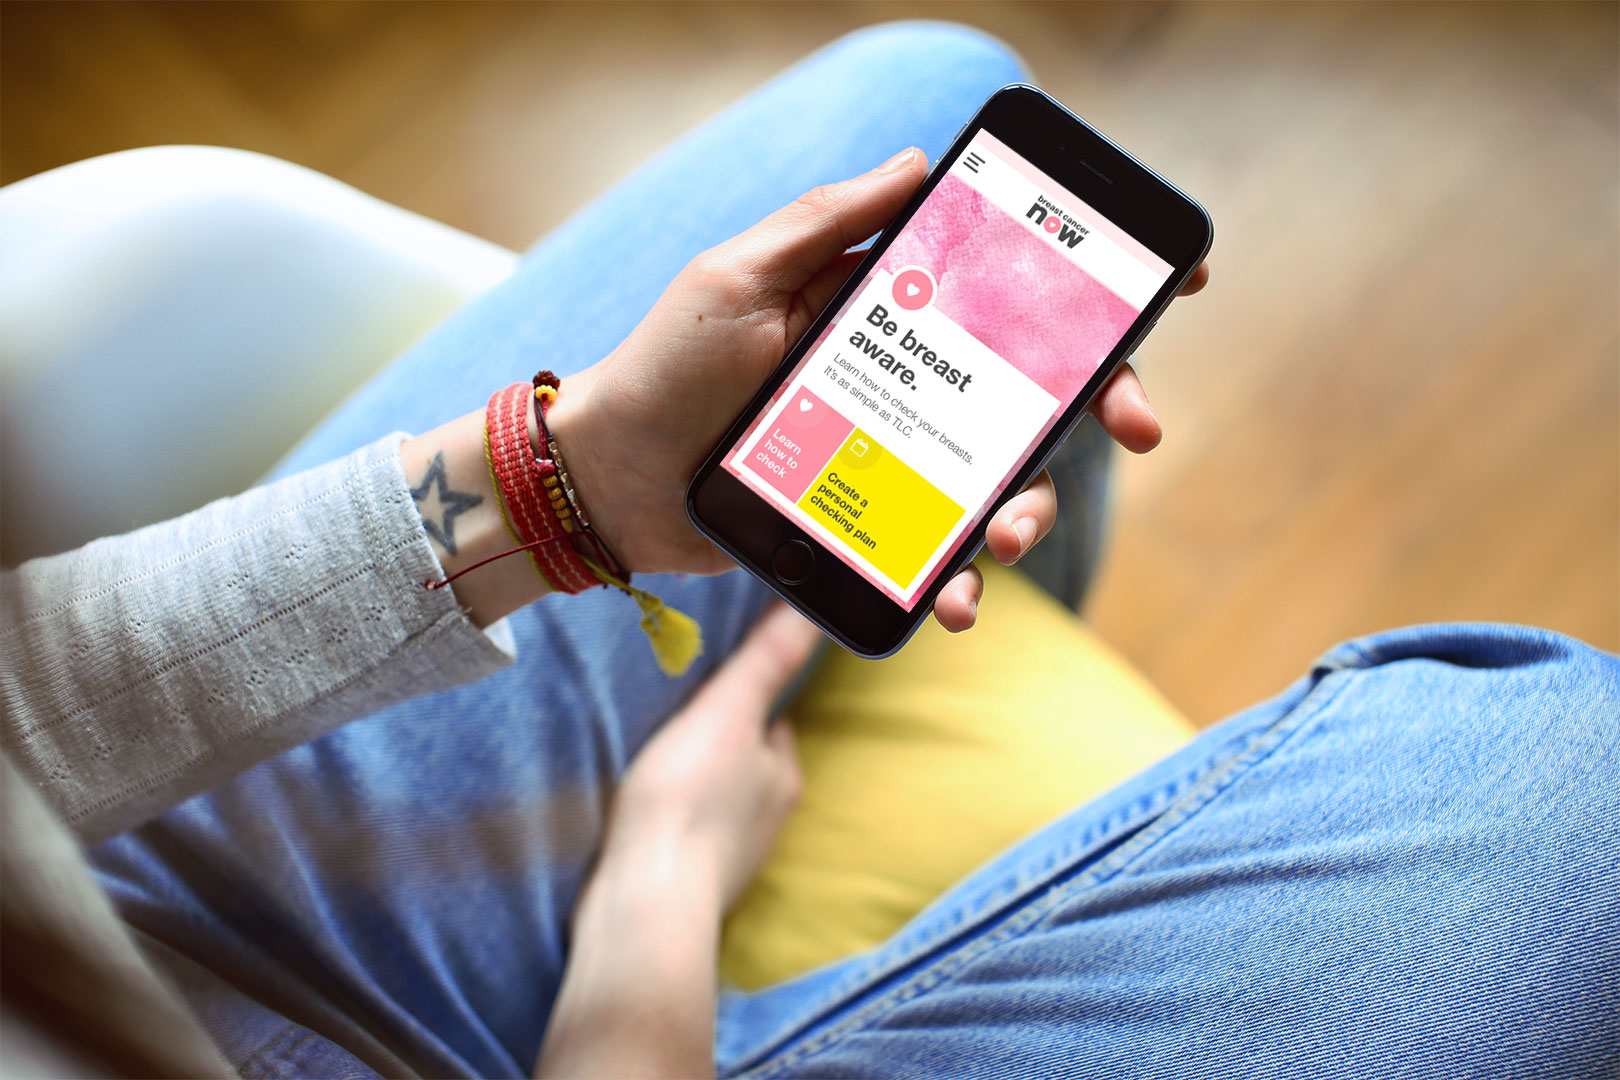 breast cancer
now
Be breast
aware.
Learn how to check your breasts.
It's as simple as TLC.
Learn
how to
check
Create a
personal
checking plan